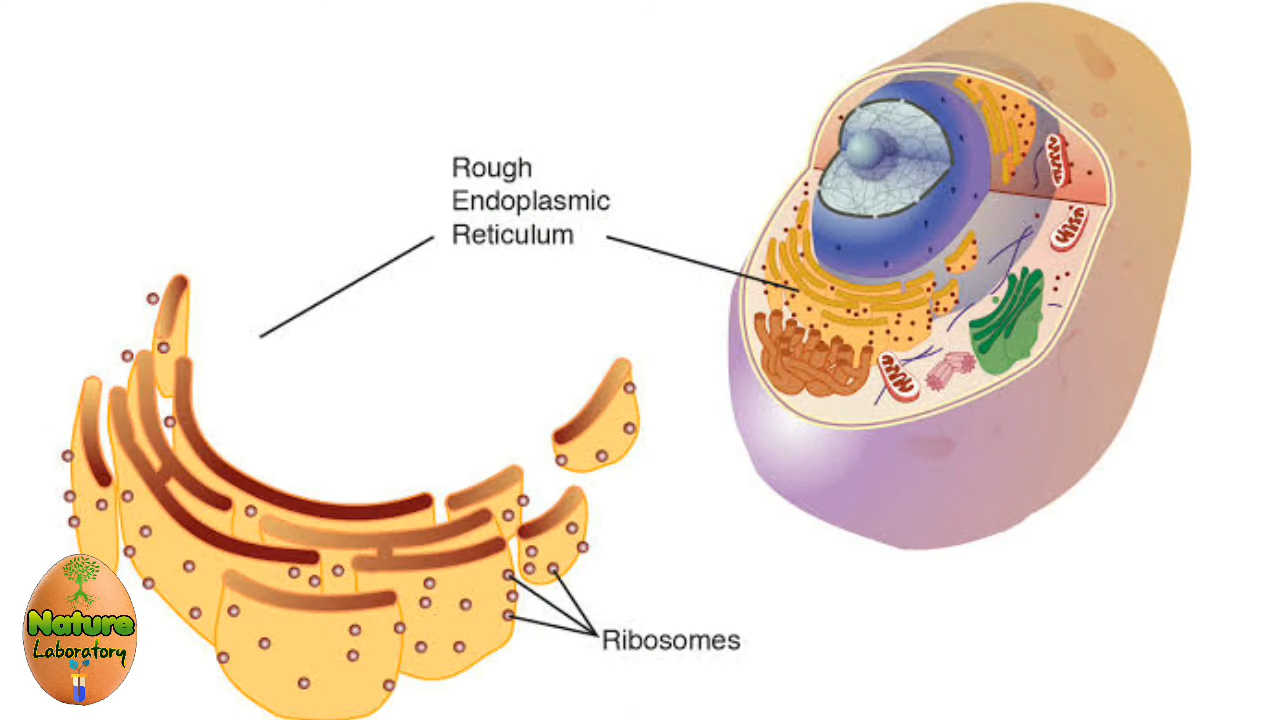 Rough
Endoplasmic
Reticulum
Ribosomes
Nature
Laboratory